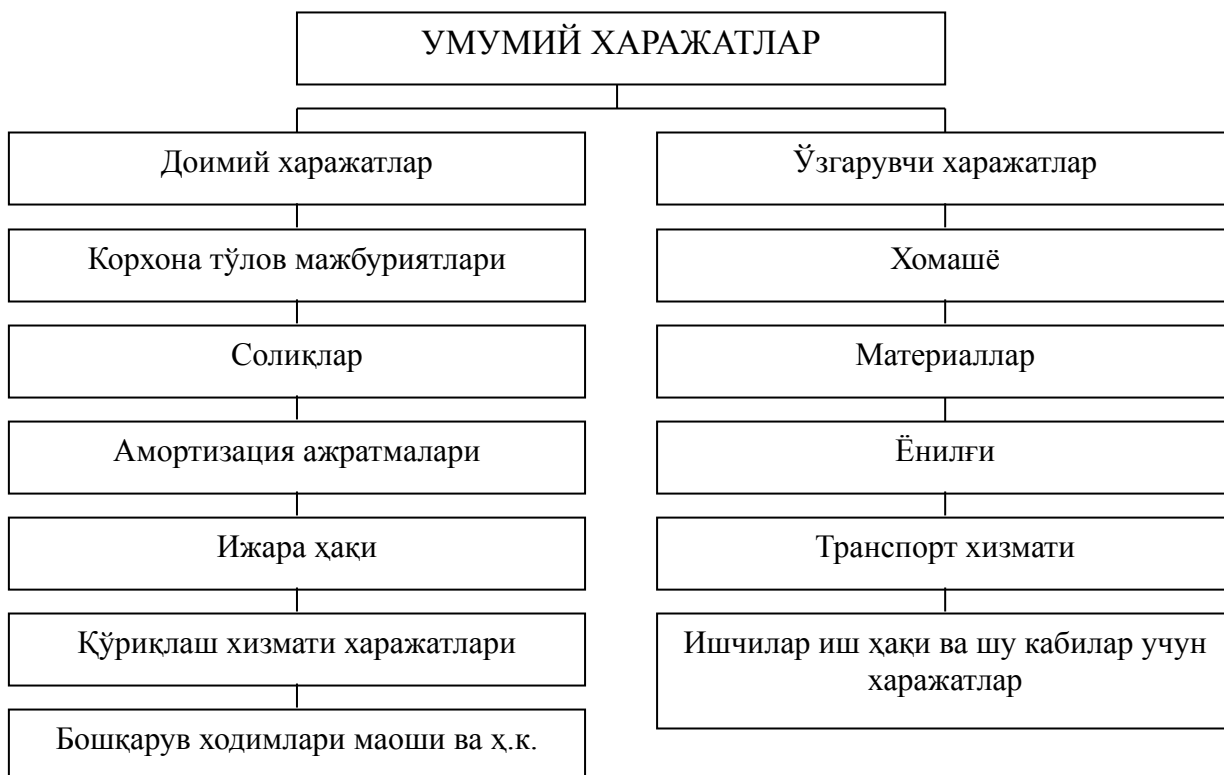 УМУМИЙ ХАРАЖАТЛАР
Доимий харажатлар
Корхона тўлов мажбуриятлари
Солиқлар
Амортизация ажратмалари
Ижара ҳақи
Қўриқлаш хизмати харажатлари
Бошқарув ходимлари маоши ва ҳ.к.
Ўзгарувчи харажатлар
Хомашё
Материаллар
Ёнилғи
Транспорт хизмати
Ишчилар иш ҳақи ва шу кабилар учун
харажатлар